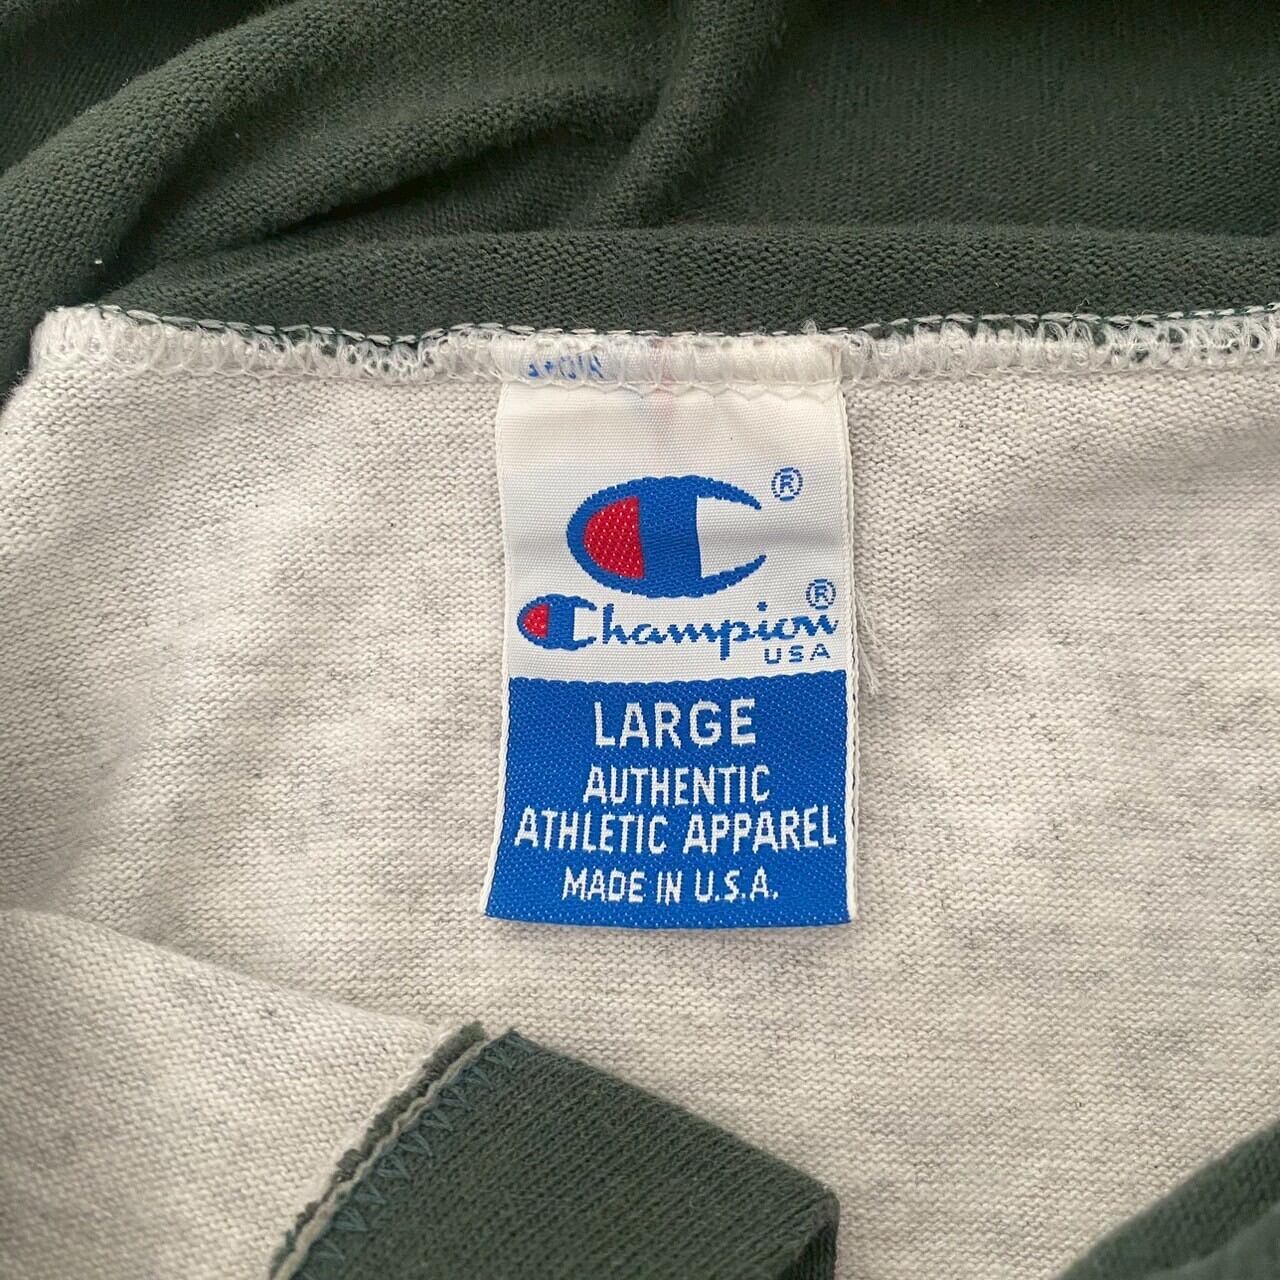 ®
Champion®
USA
LARGE
AUTHENTIC
ATHLETIC APPAREL
MADE IN U.S.A.